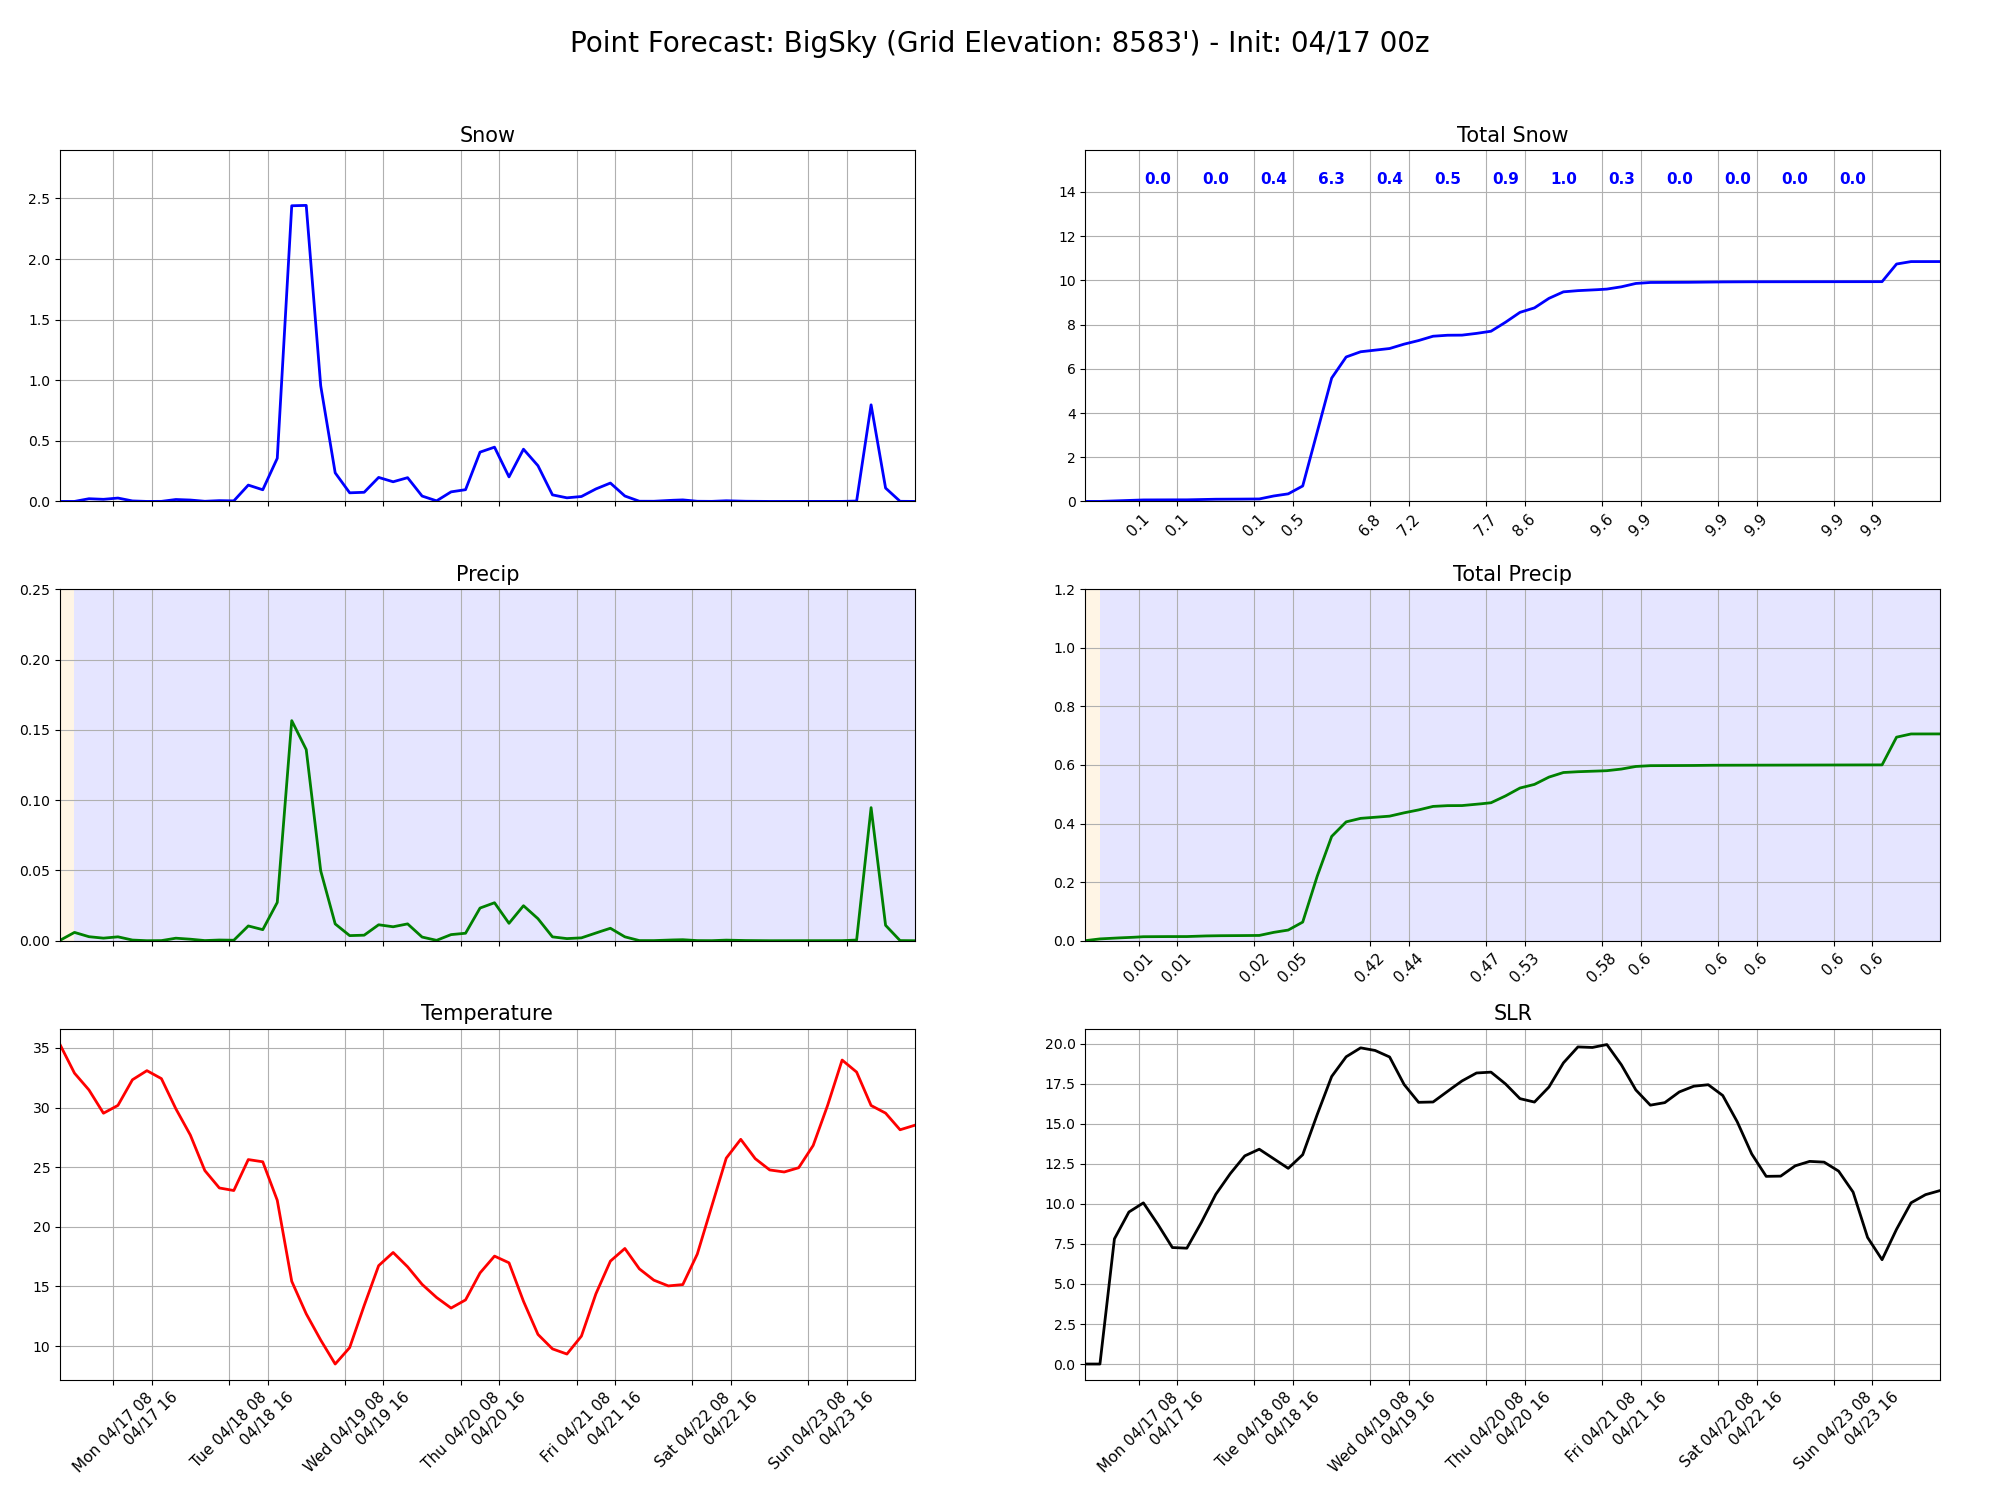 Point Forecast: BigSky (Grid Elevation: 8583') - Init: 04/17 00z
Snow
2.5
2.0
1.5
1.0
0.5
0.0
Total Snow
0.0 0.0 0.4 6.3 0.4 0.5 0.9 1.0 0.3 0.0 0.0 0.0 0.0
14
12
10
8
6
4
2
0
0.1 0.1 0.1 0.5 6.8 7.2 7.7 8.6 9.6 9.9 9.9 9.9 9.9 9.9
Precip
0.25
0.20
0.15
0.10
0.05
0.00
Total Precip
1.2
1.0
0.8
0.6
0.4
0.2
0.0
0.01 0.01 0.02 0.05 0.42 0.44 0.47 0.53 0.58 0.6 0.6 0.6 0.6 0.6
Temperature
35
30
25
20
15
10
Mon 04/17 08
04/17 16
Tue 04/18 08
04/18 16
Wed 04/19 08
04/19 16
Thu 04/20 08
04/20 16
Fri 04/21 08
04/21 16
Sat 04/22 08
04/22 16
Sun 04/23 08
04/23 16
SLR
20.0
17.5
15.0
12.5
10.0
7.5
5.0
2.5
0.0
Mon 04/17 08
04/17 16
Tue 04/18 08
04/18 16
Wed 04/19 08
04/19 16
Thu 04/20 08
04/20 16
Fri 04/21 08
04/21 16
Sat 04/22 08
04/22 16
Sun 04/23 08
04/23 16